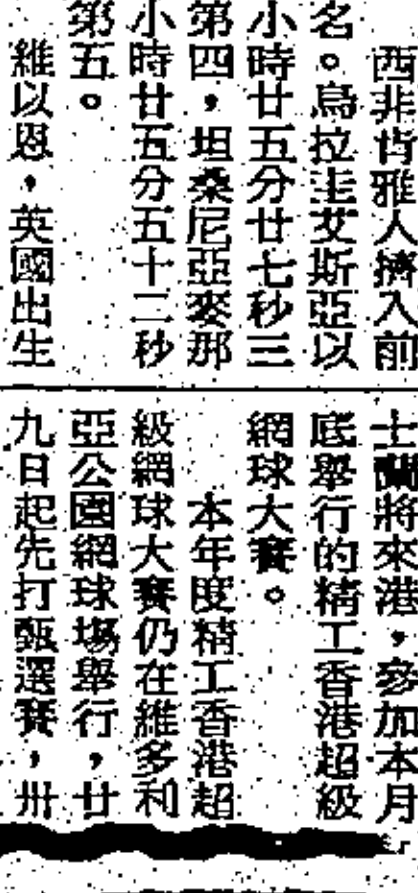 西非肯雅人擠入前
名。烏拉圭艾斯亞以
小時廿五分廿七秒三
第四，坦桑尼亞麥那
小時廿五分五十二秒
第五。
維以恩，英國出生
士將來港，參加本月
底舉行的精工香港超級
網球大賽。
本年度精工香港超
級網球大賽仍在維多利
亞公園網球場舉行，廿
九日起先打甄選賽，卅